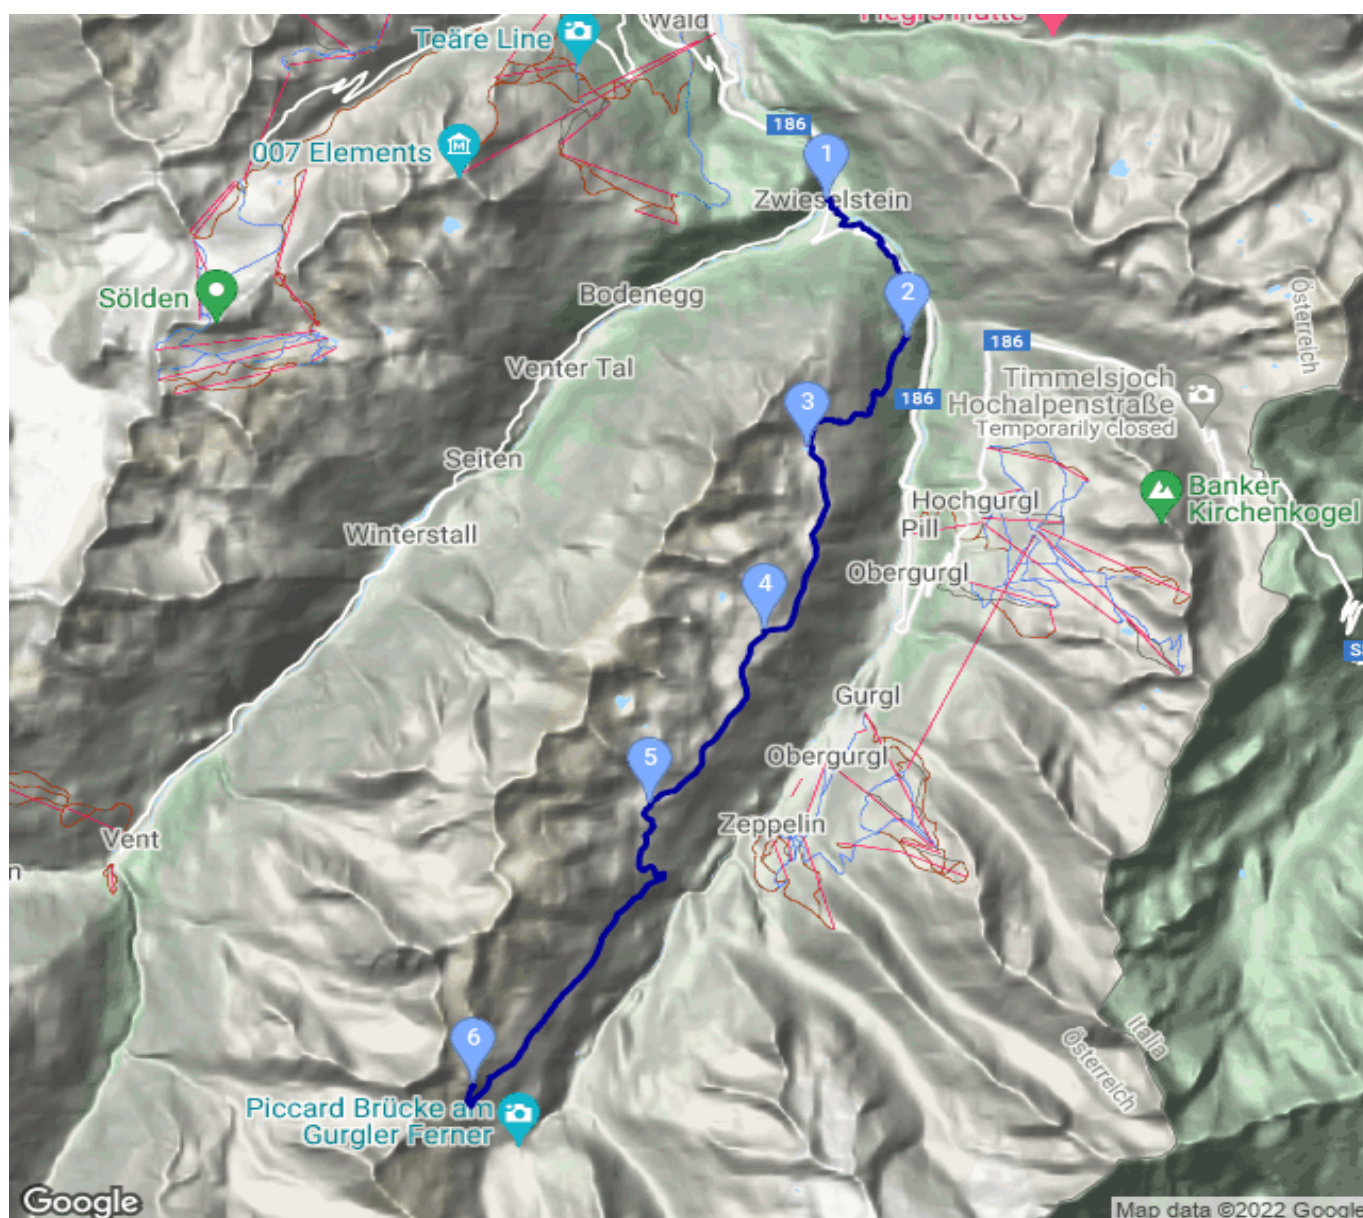 Wald
Hegrs Hütte
Teäre Line
186
007 Elements
1
Zwieselstein
Sölden
Bodenegg
2
Österreich
186
Venter Tal
Timmelsjoch
Hochalpenstraße
Temporarily closed
186
3
Seiten
Banker
Kirchenkogel
Hochgurgl
Pill
Winterstall
Obergurgl
4
S
Gurgl
5
Obergurgl
Zeppelin
Vent
n
6
Italia
Österreich
Piccard Brücke am
Gurgler Ferner
Google
Map data ©2022 Google